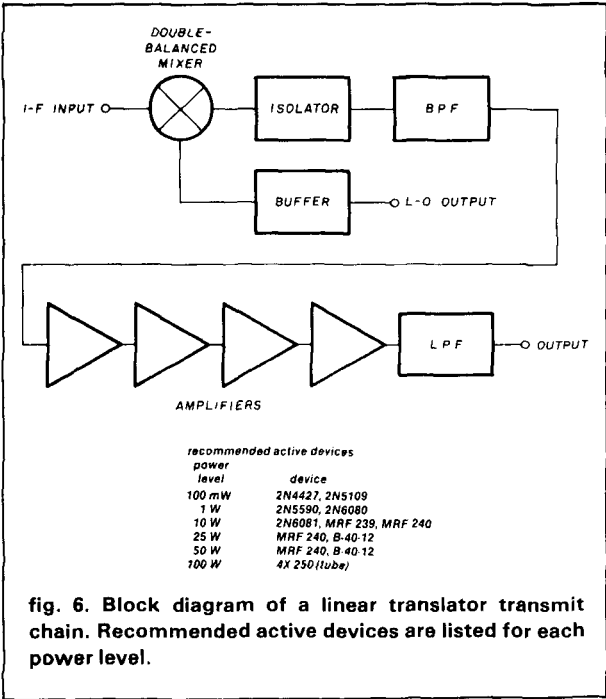 DOUBLE-
BALANCED
MIXER
I-F INPUT
ISOLATOR
BPF
BUFFER
L-O OUTPUT
LPF
OUTPUT
AMPLIFIERS
recommended active devices
power
level device
100 mW 2N4427, 2N5109
1 W 2N5590, 2N6080
10 W 2N6081, MRF 239, MRF 240
25 W MRF 240, B-40-12
50 W MRF 240, B-40-12
100 W 4X 250 (tube)
fig. 6. Block diagram of a linear translator transmit
chain. Recommended active devices are listed for each
power level.